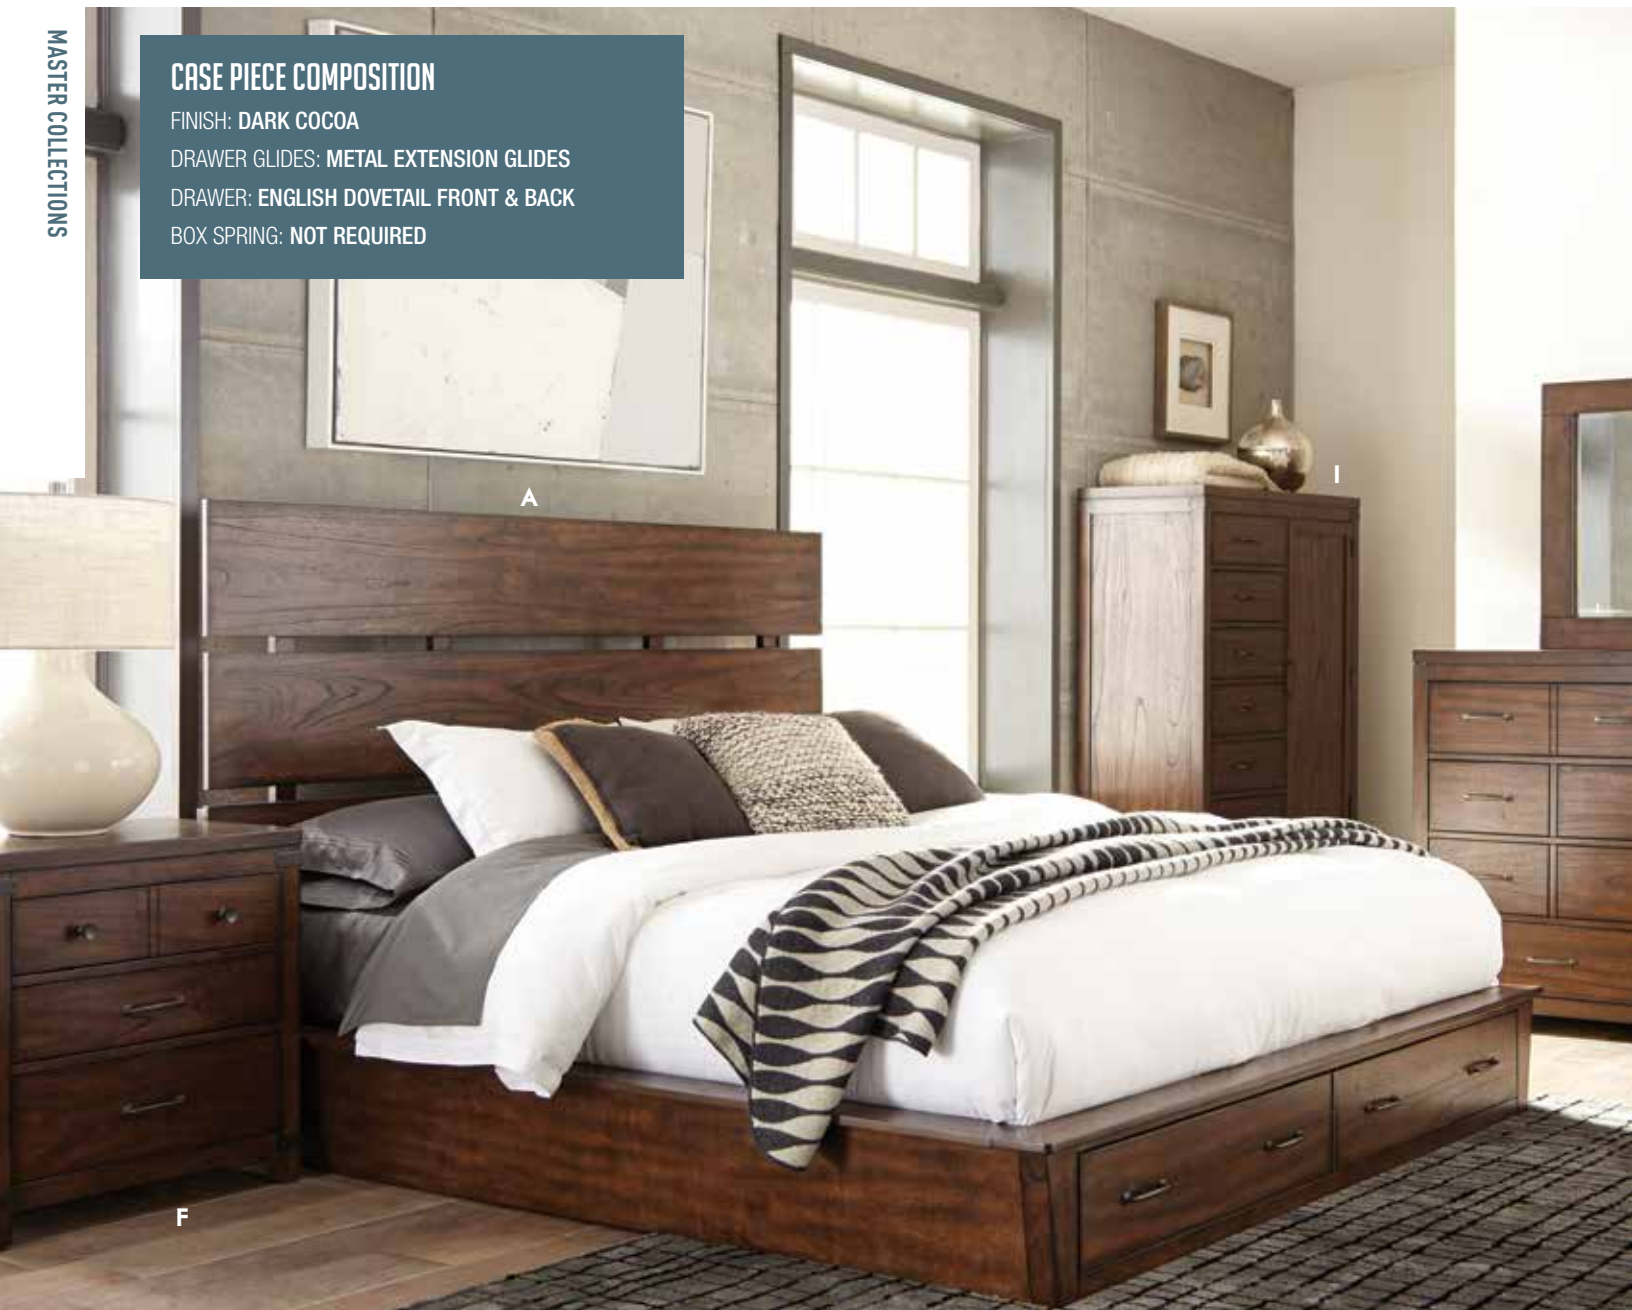 MASTER COLLECTIONS
CASE PIECE COMPOSITION
FINISH: DARK COCOA
DRAWER GLIDES: METAL EXTENSION GLIDES
DRAWER: ENGLISH DOVETAIL FRONT & BACK
BOX SPRING: NOT REQUIRED
A
I
F